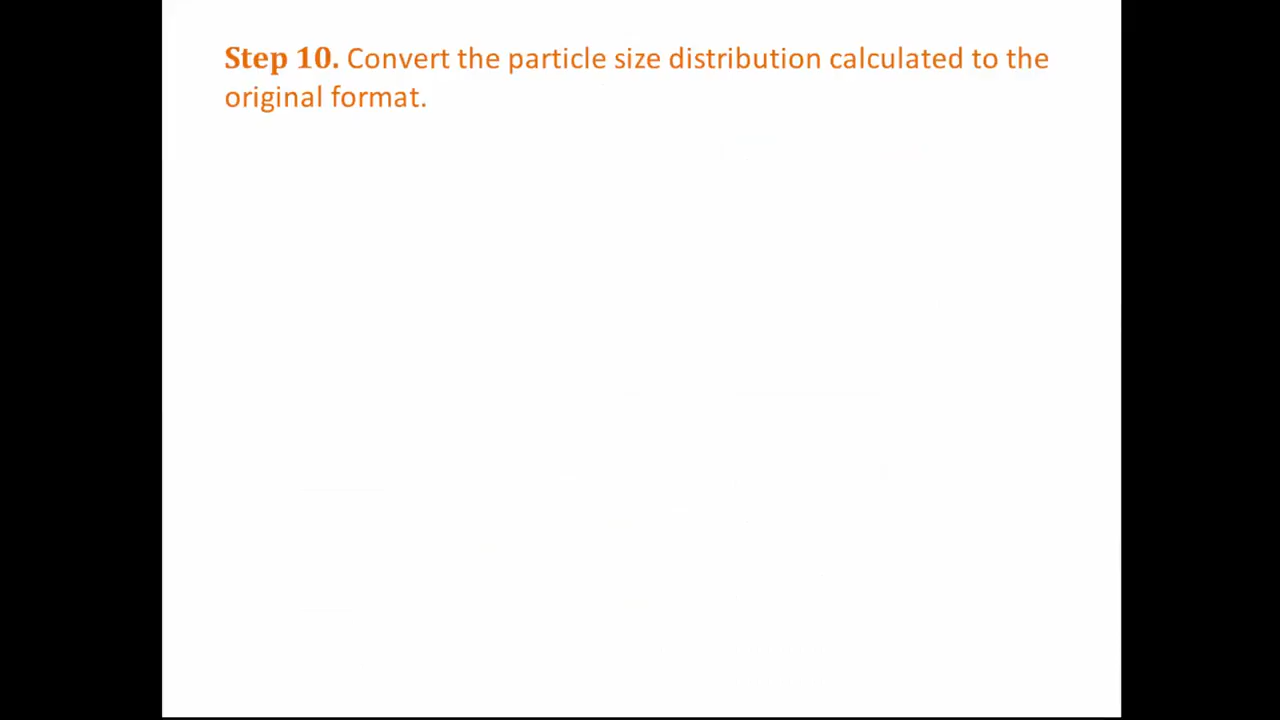 Step 10. Convert the particle size distribution calculated to the
original format.